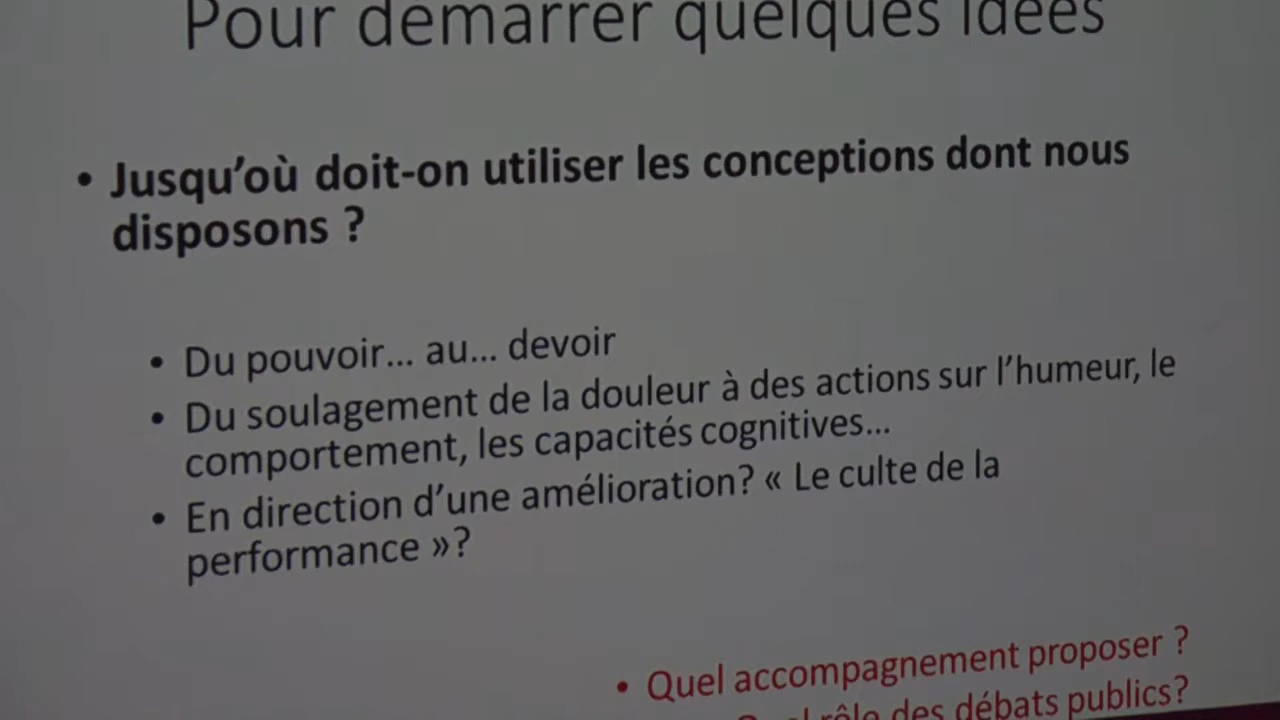 Pour démarrer quelques idées
• Jusqu’où doit-on utiliser les conceptions dont nous
disposons ?
• Du pouvoir... au... devoir
• Du soulagement de la douleur à des actions sur l’humeur, le
comportement, les capacités cognitives...
• En direction d’une amélioration? « Le culte de la
performance »?
• Quel accompagnement proposer ?
rôle des débats publics?